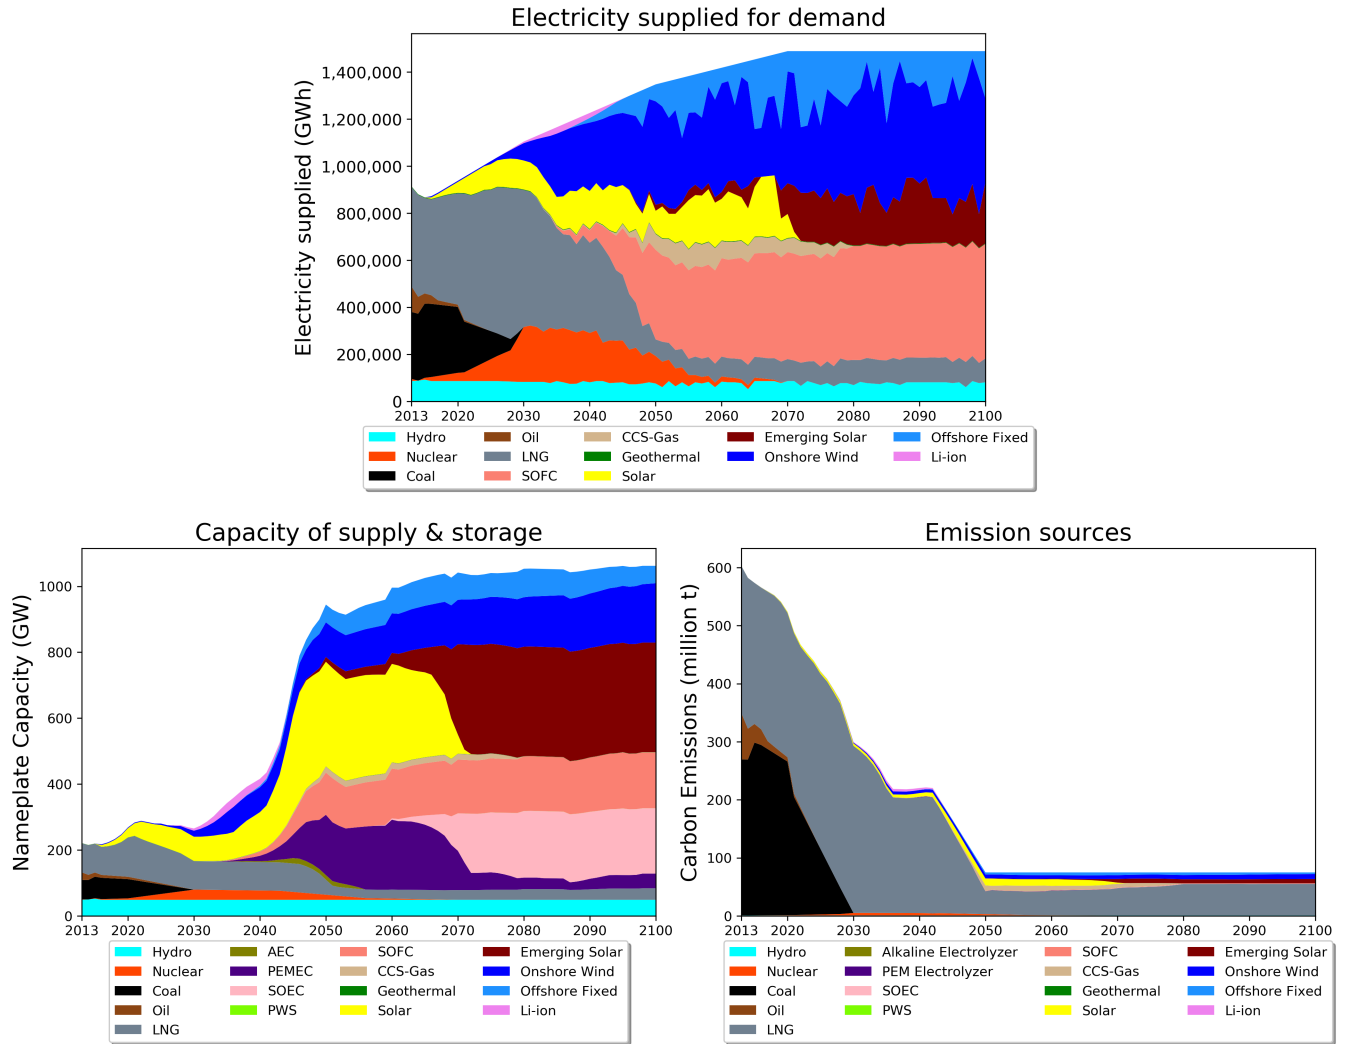 Electricity supplied for demand
Electricity supplied (GWh)
1,400,000
1,200,000
1,000,000
800,000
600,000
400,000
200,000
0
2013 2020 2030 2040 2050 2060 2070 2080 2090 2100
Hydro Oil CCS-Gas Emerging Solar Offshore Fixed
Nuclear LNG Geothermal Onshore Wind Li-ion
Coal SOFC Solar
Capacity of supply & storage
Nameplate Capacity (GW)
1000
800
600
400
200
0
2013 2020 2030 2040 2050 2060 2070 2080 2090 2100
Hydro AEC SOFC Emerging Solar
Nuclear PEMEC CCS-Gas Onshore Wind
Coal SOEC Geothermal Offshore Fixed
Oil PWS Solar Li-ion
LNG
Emission sources
Carbon Emissions (million t)
600
500
400
300
200
100
0
2013 2020 2030 2040 2050 2060 2070 2080 2090 2100
Hydro Alkaline Electrolyzer SOFC Emerging Solar
Nuclear PEM Electrolyzer CCS-Gas Onshore Wind
Coal SOEC Geothermal Offshore Fixed
Oil PWS Solar Li-ion
LNG